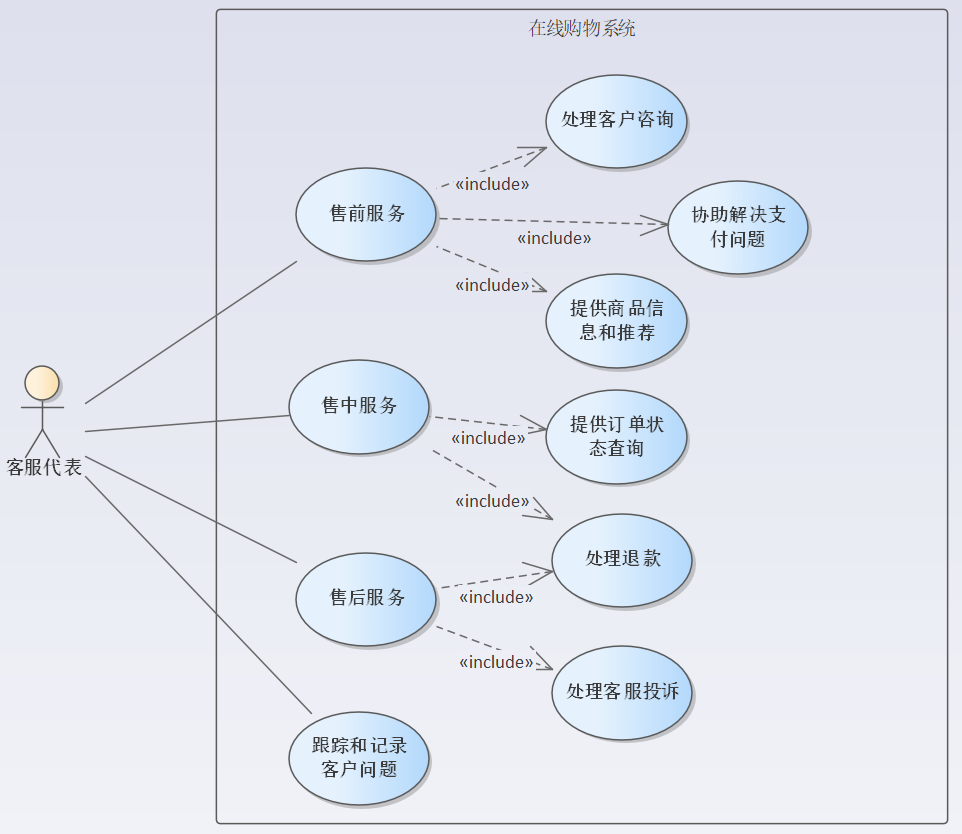 在线购物系统
处理客户咨询
«include»
售前服务
协助解决支
付问题
«include»
«include»
提供商品信
息和推荐
售中服务
提供订单状
态查询
«include»
客服代表
«include»
处理退款
售后服务
«include»
«include»
处理客服投诉
跟踪和记录
客户问题